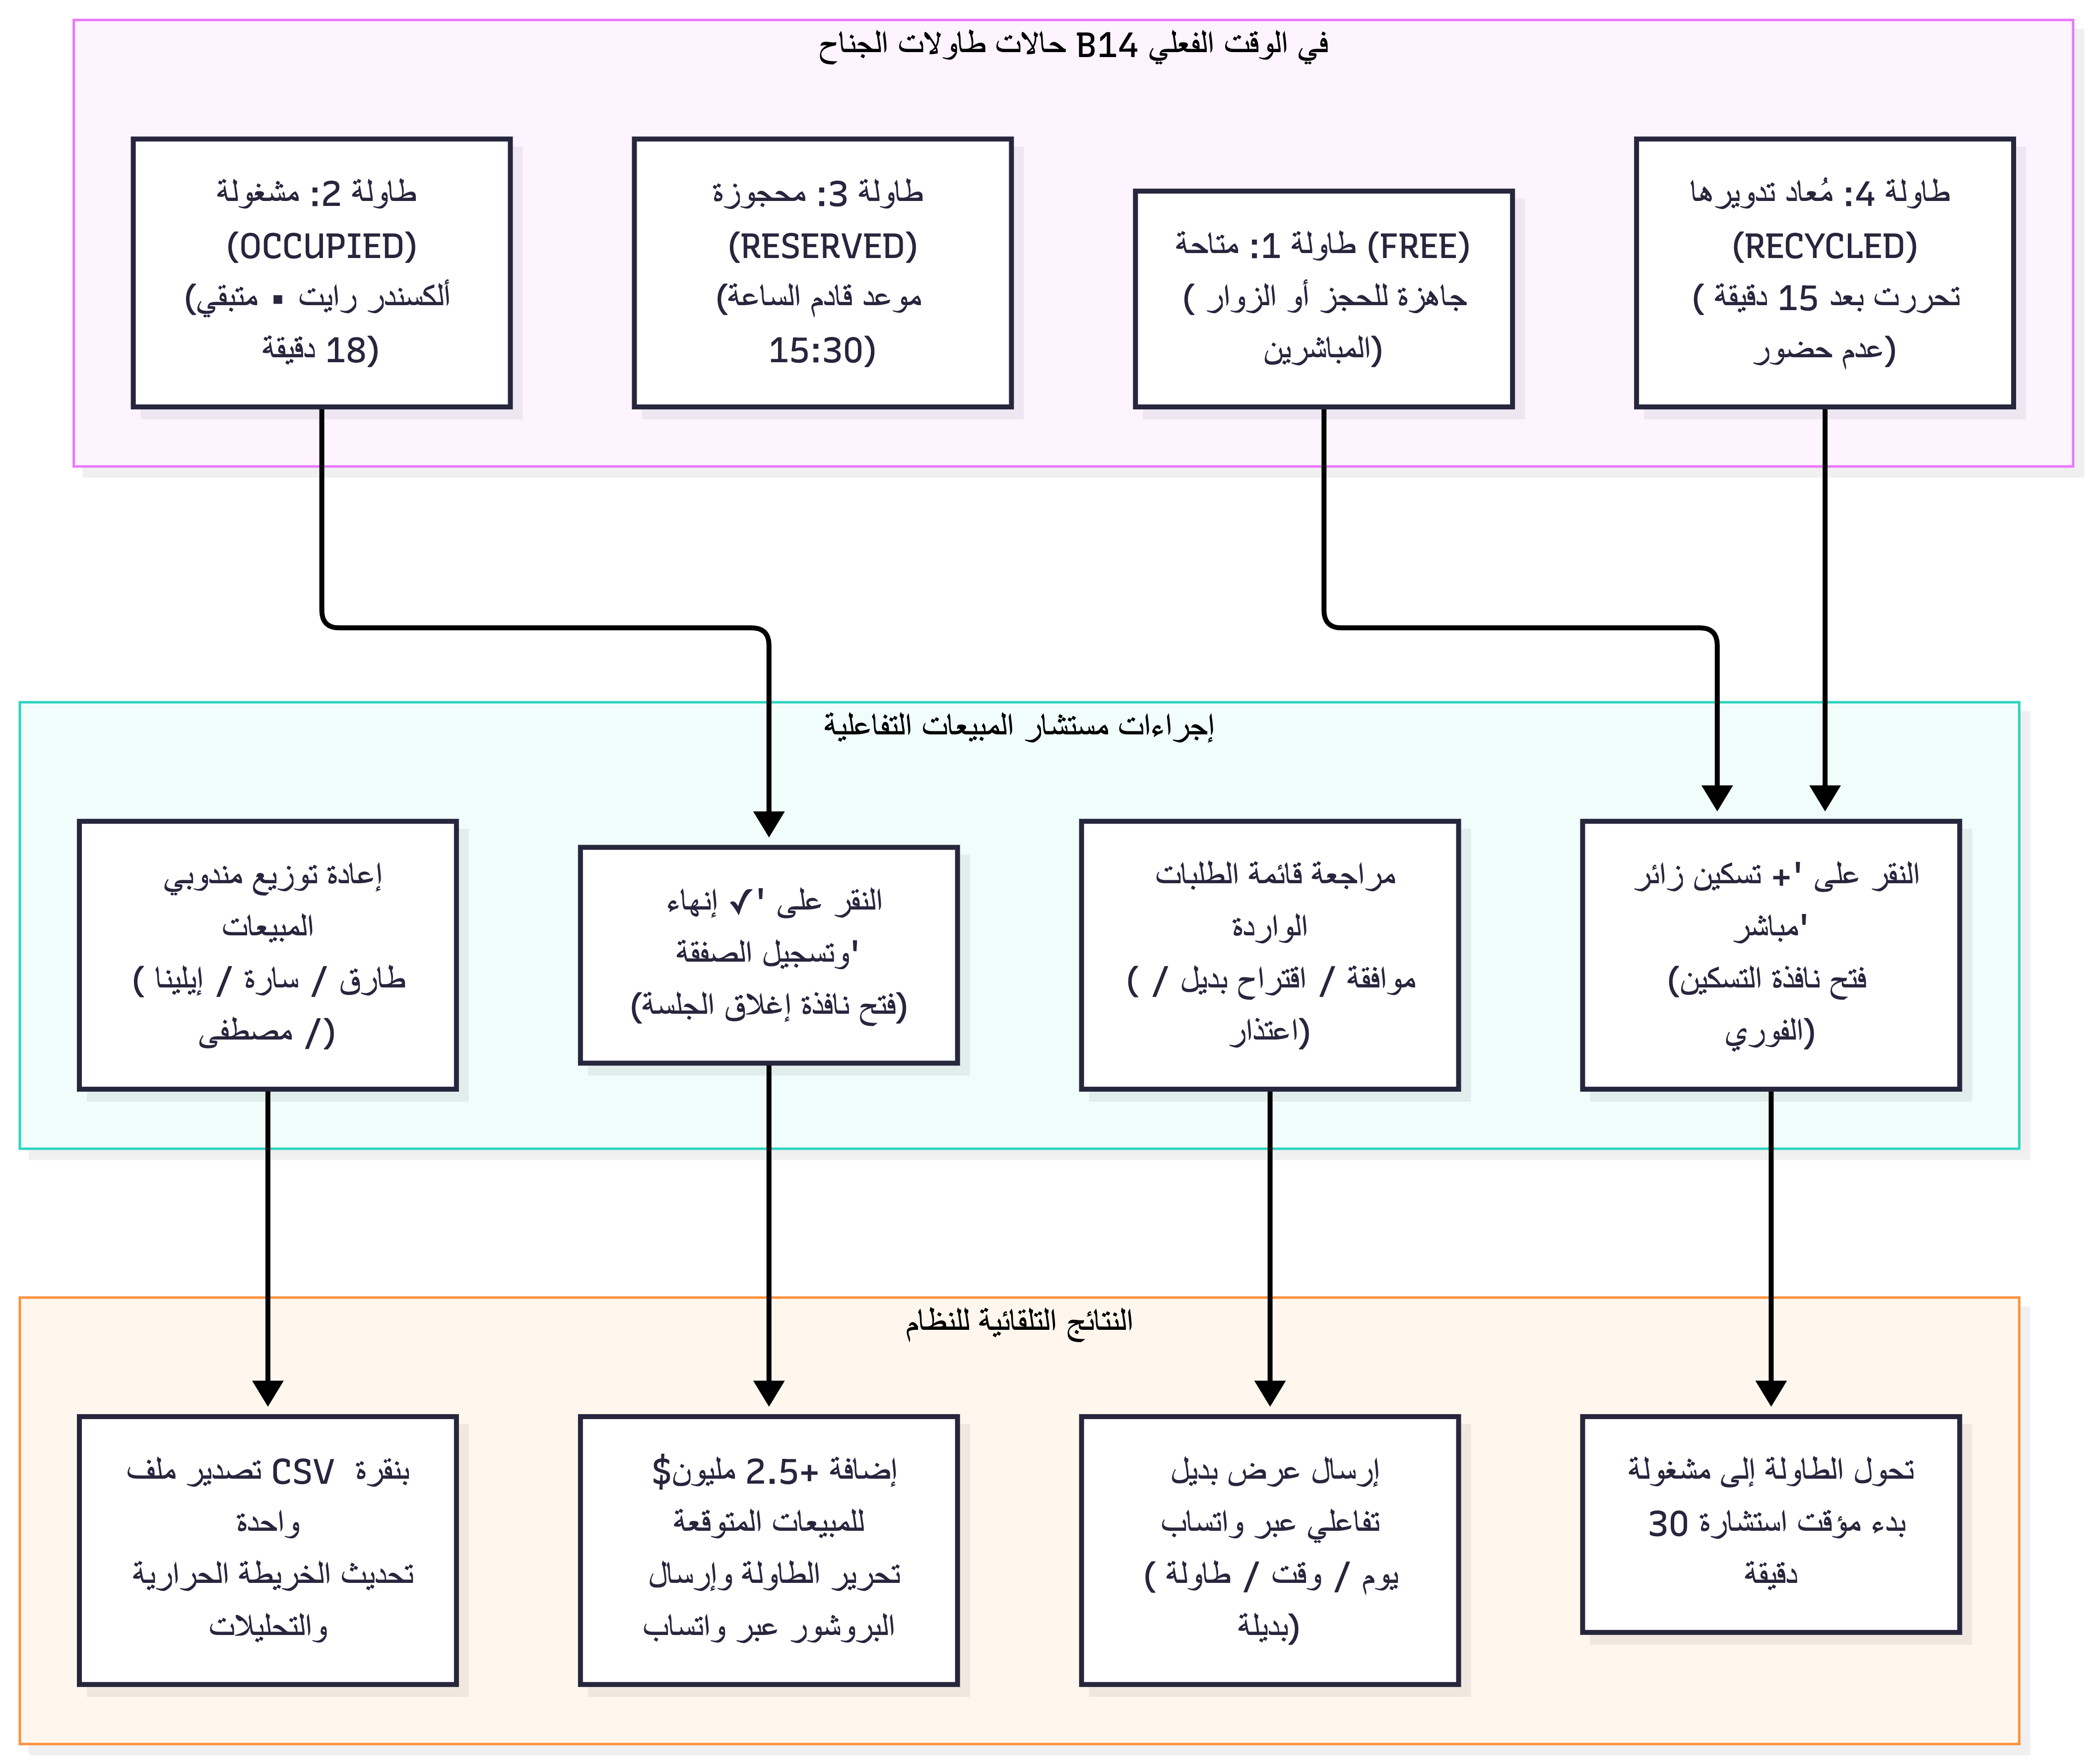 حالات طاولات الجناح B14 في الوقت الفعلي
طاولة 4: مُعاد تدويرها
(RECYCLED)
(تحررت بعد 15 دقيقة
عدم حضور)
طاولة 1: متاحة (FREE)
(جاهزة للحجز أو الزوار
المباشرين)
طاولة 3: محجوزة
(RESERVED)
(موعد قادم الساعة
15:30)
طاولة 2: مشغولة
(OCCUPIED)
(ألكسندر رايت ▪ متبقي
18 دقيقة)
إجراءات مستشار المبيعات التفاعلية
النقر على '+ تسكين زائر
مباشر'
(فتح نافذة التسكين
الفوري)
مراجعة قائمة الطلبات
الواردة
(موافقة / اقتراح بديل /
اعتذار)
النقر على '✓ إنهاء
وتسجيل الصفقة'
(فتح نافذة إغلاق الجلسة)
إعادة توزيع مندوبي
المبيعات
(طارق / سارة / إيلينا
/ مصطفى)
النتائج التلقائية للنظام
تحول الطاولة إلى مشغولة
بدء مؤقت استشارة 30
دقيقة
إرسال عرض بديل
تفاعلي عبر واتساب
(يوم / وقت / طاولة
بديلة)
إضافة +2.5 مليون$
للمبيعات المتوقعة
تحرير الطاولة وإرسال
البروشور عبر واتساب
تصدير ملف CSV بنقرة
واحدة
تحديث الخريطة الحرارية
والتحليلات